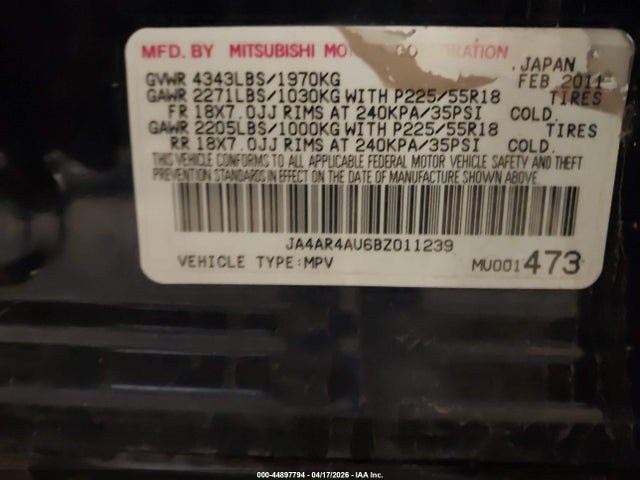 MFD. BY MITSUBISHI MO CO ORATION
, JAPAN
GVWR 4343LBS/1970KG FEB 2011
GAWR 2271LBS/1030KG WITH P225/55R18 TIRES
FR 18X7.0JJ RIMS AT 240KPA/35PSI COLD.
GAWR 2205LBS/1000KG WITH P225/55R18 TIRES
RR 18X7.0JJ RIMS AT 240KPA/35PSI COLD.
THIS VEHICLE CONFORMS TO ALL APPLICABLE FEDERAL MOTOR VEHICLE SAFETY AND THEFT
PREVENTION STANDARDS IN EFFECT ON THE DATE OF MANUFACTURE SHOWN ABOVE.
JA4AR4AU6BZ011239
VEHICLE TYPE:MPV MU001473
000-44897794 - 04/17/2026 - IAA Inc.